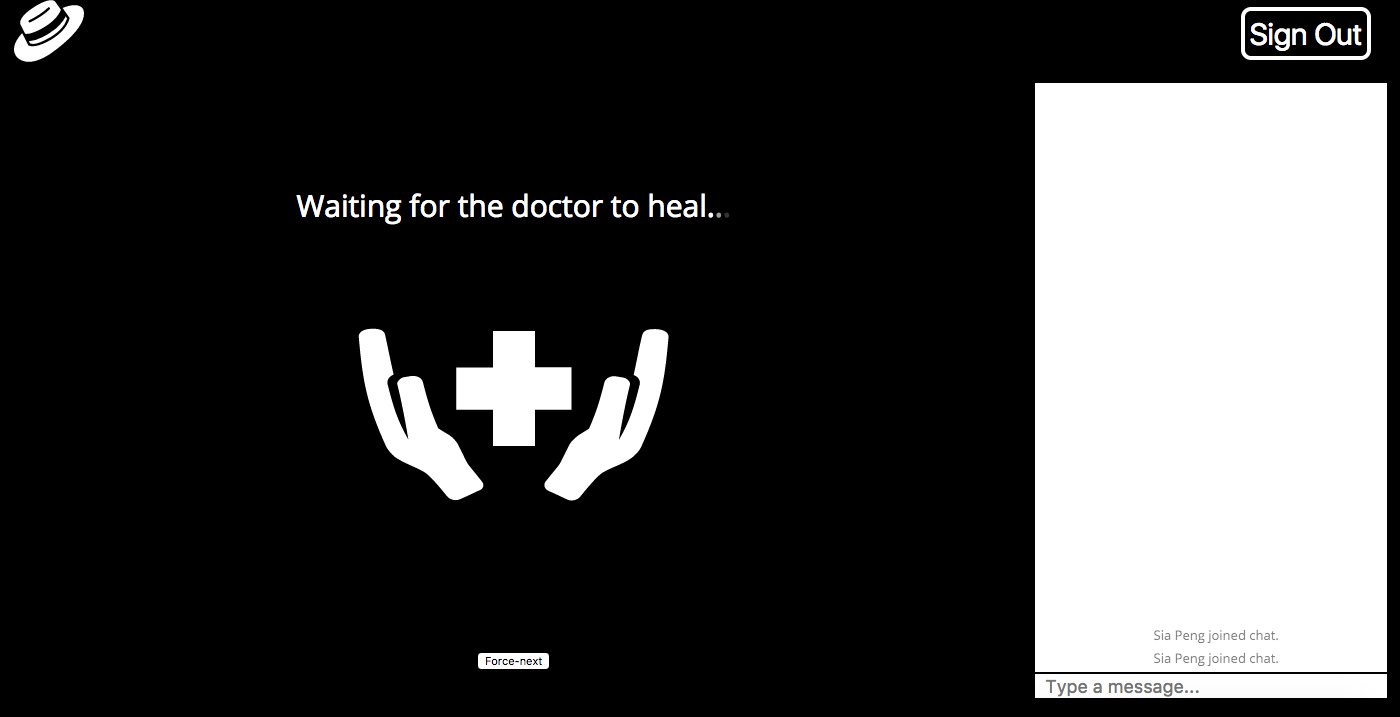 Sign Out
Waiting for the doctor to heal...
Force-next
Sia Peng joined chat.
Sia Peng joined chat.
Type a message...